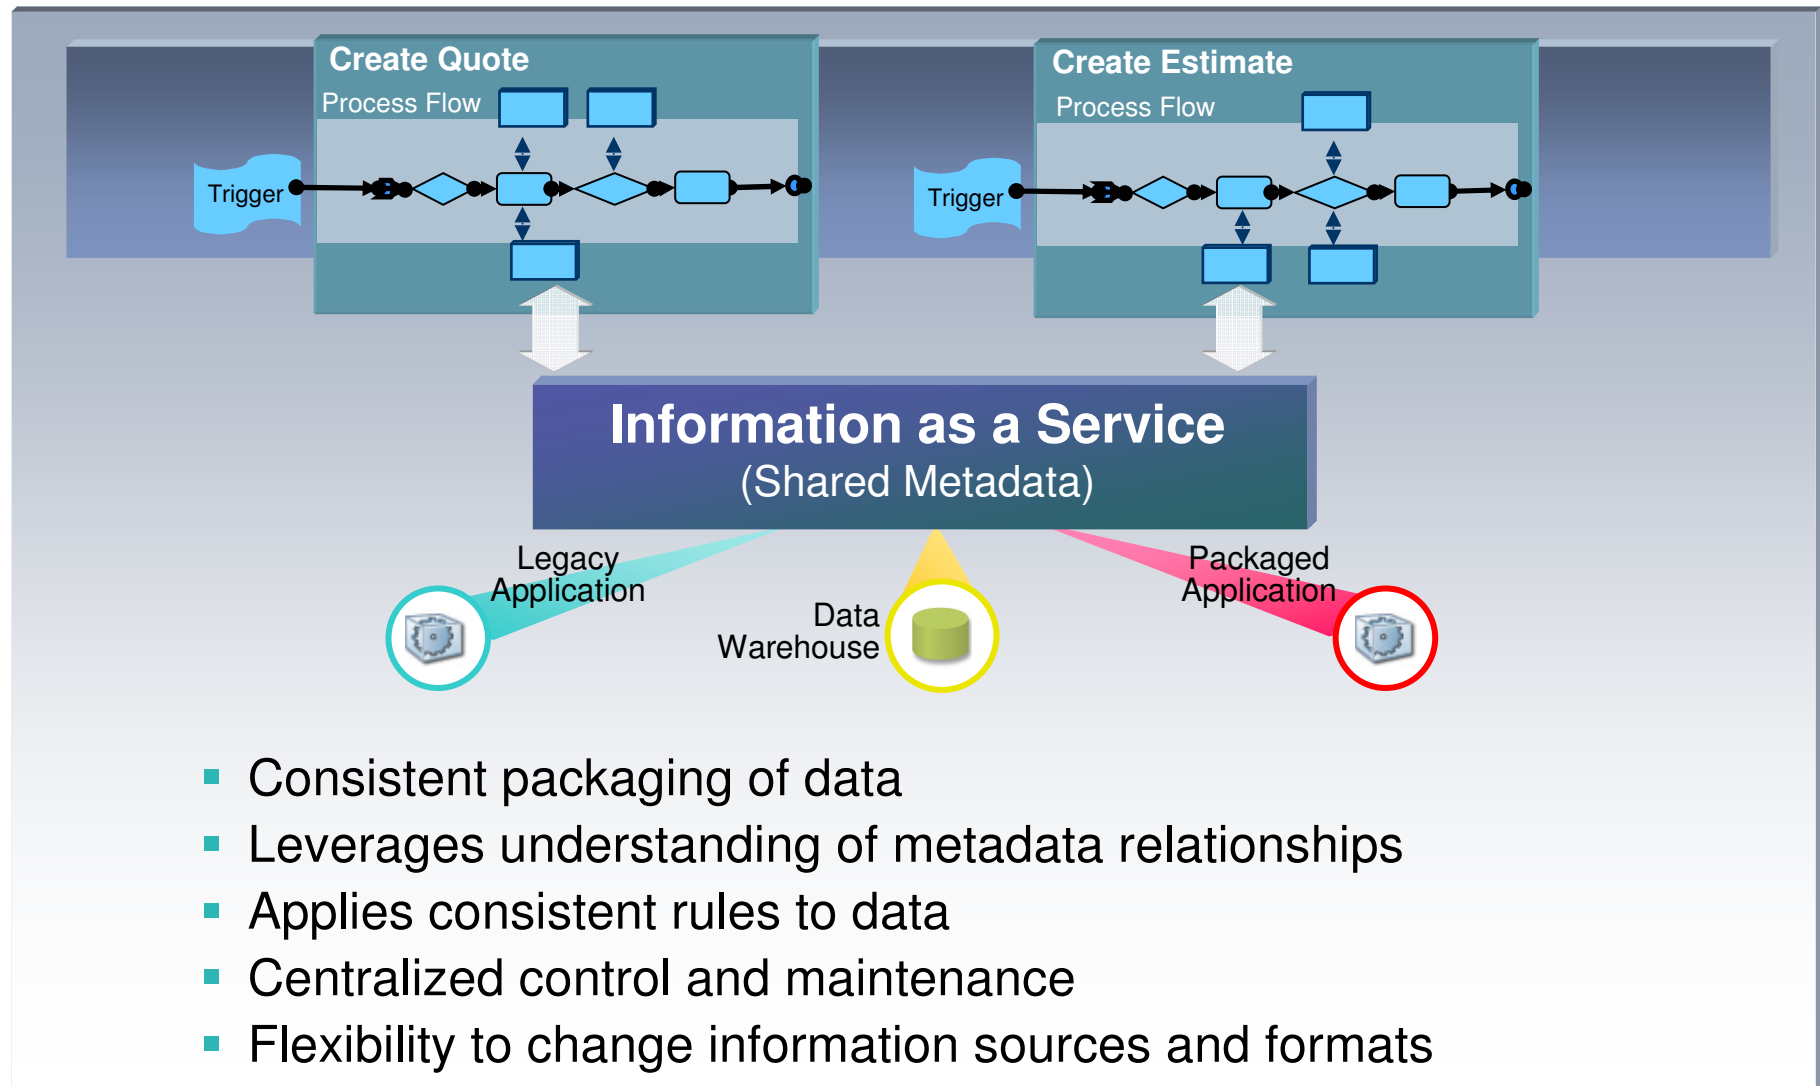 Create Quote
Process Flow
Trigger
Create Estimate
Process Flow
Trigger
Information as a Service
(Shared Metadata)
Legacy
Application
Data
Warehouse
Packaged
Application
Consistent packaging of data
Leverages understanding of metadata relationships
Applies consistent rules to data
Centralized control and maintenance
Flexibility to change information sources and formats